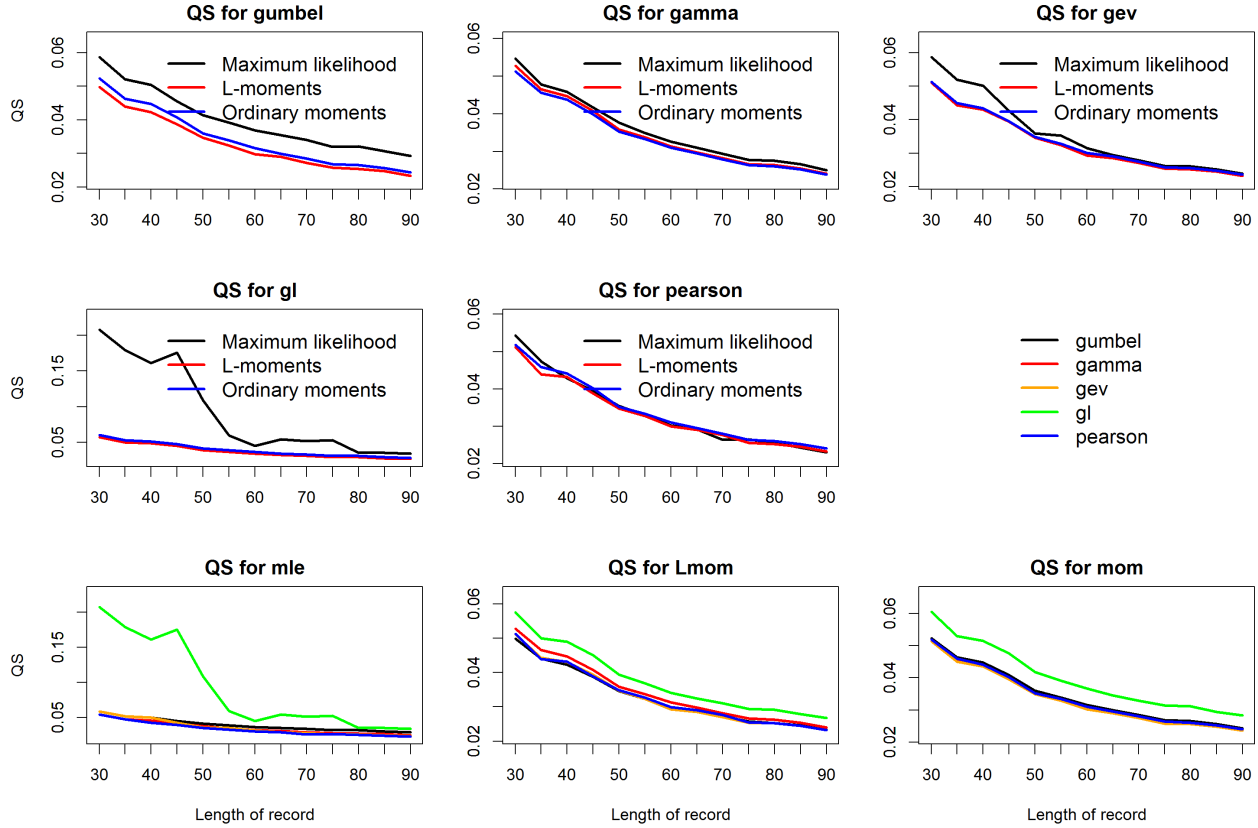 QS for gumbel
QS for gamma
QS for gev
QS
0.02 0.04 0.06
Maximum likelihood
L-moments
Ordinary moments
30 40 50 60 70 80 90
0.02 0.04 0.06
Maximum likelihood
L-moments
Ordinary moments
30 40 50 60 70 80 90
0.02 0.04 0.06
Maximum likelihood
L-moments
Ordinary moments
30 40 50 60 70 80 90
QS for gl
QS for pearson
QS
0.05 0.15
Maximum likelihood
L-moments
Ordinary moments
30 40 50 60 70 80 90
0.02 0.04 0.06
Maximum likelihood
L-moments
Ordinary moments
30 40 50 60 70 80 90
gumbel
gamma
gev
gl
pearson
QS for mle
QS for Lmom
QS for mom
QS
0.05 0.15
30 40 50 60 70 80 90
Length of record
0.02 0.04 0.06
30 40 50 60 70 80 90
Length of record
0.02 0.04 0.06
30 40 50 60 70 80 90
Length of record